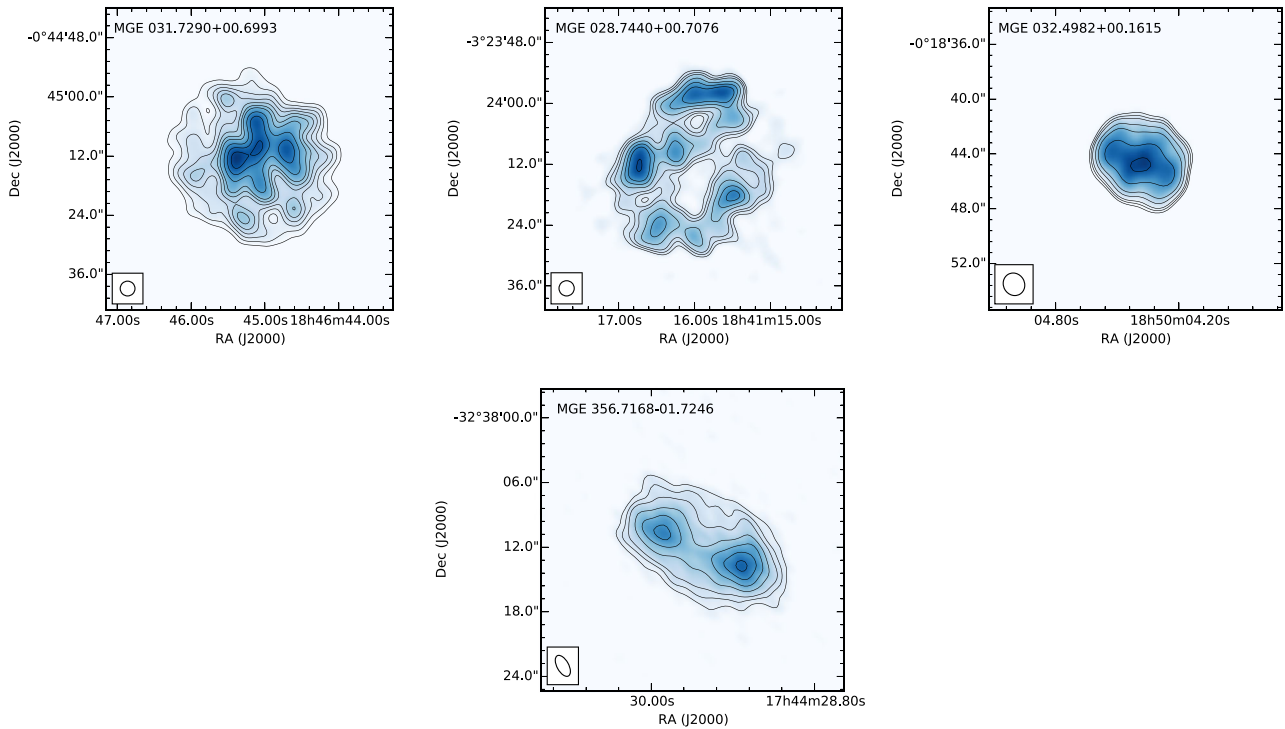 MGE 031.7290+00.6993
-0°44'48.0"
45'00.0"
12.0"
24.0"
36.0"
Dec (J2000)
47.00s 46.00s 45.00s 18h46m44.00s
RA (J2000)
MGE 028.7440+00.7076
-3°23'48.0"
24'00.0"
12.0"
24.0"
36.0"
Dec (J2000)
17.00s 16.00s 18h41m15.00s
RA (J2000)
MGE 032.4982+00.1615
-0°18'36.0"
40.0"
44.0"
48.0"
52.0"
Dec (J2000)
04.80s 18h50m04.20s
RA (J2000)
MGE 356.7168-01.7246
-32°38'00.0"
06.0"
12.0"
18.0"
24.0"
Dec (J2000)
30.00s 17h44m28.80s
RA (J2000)